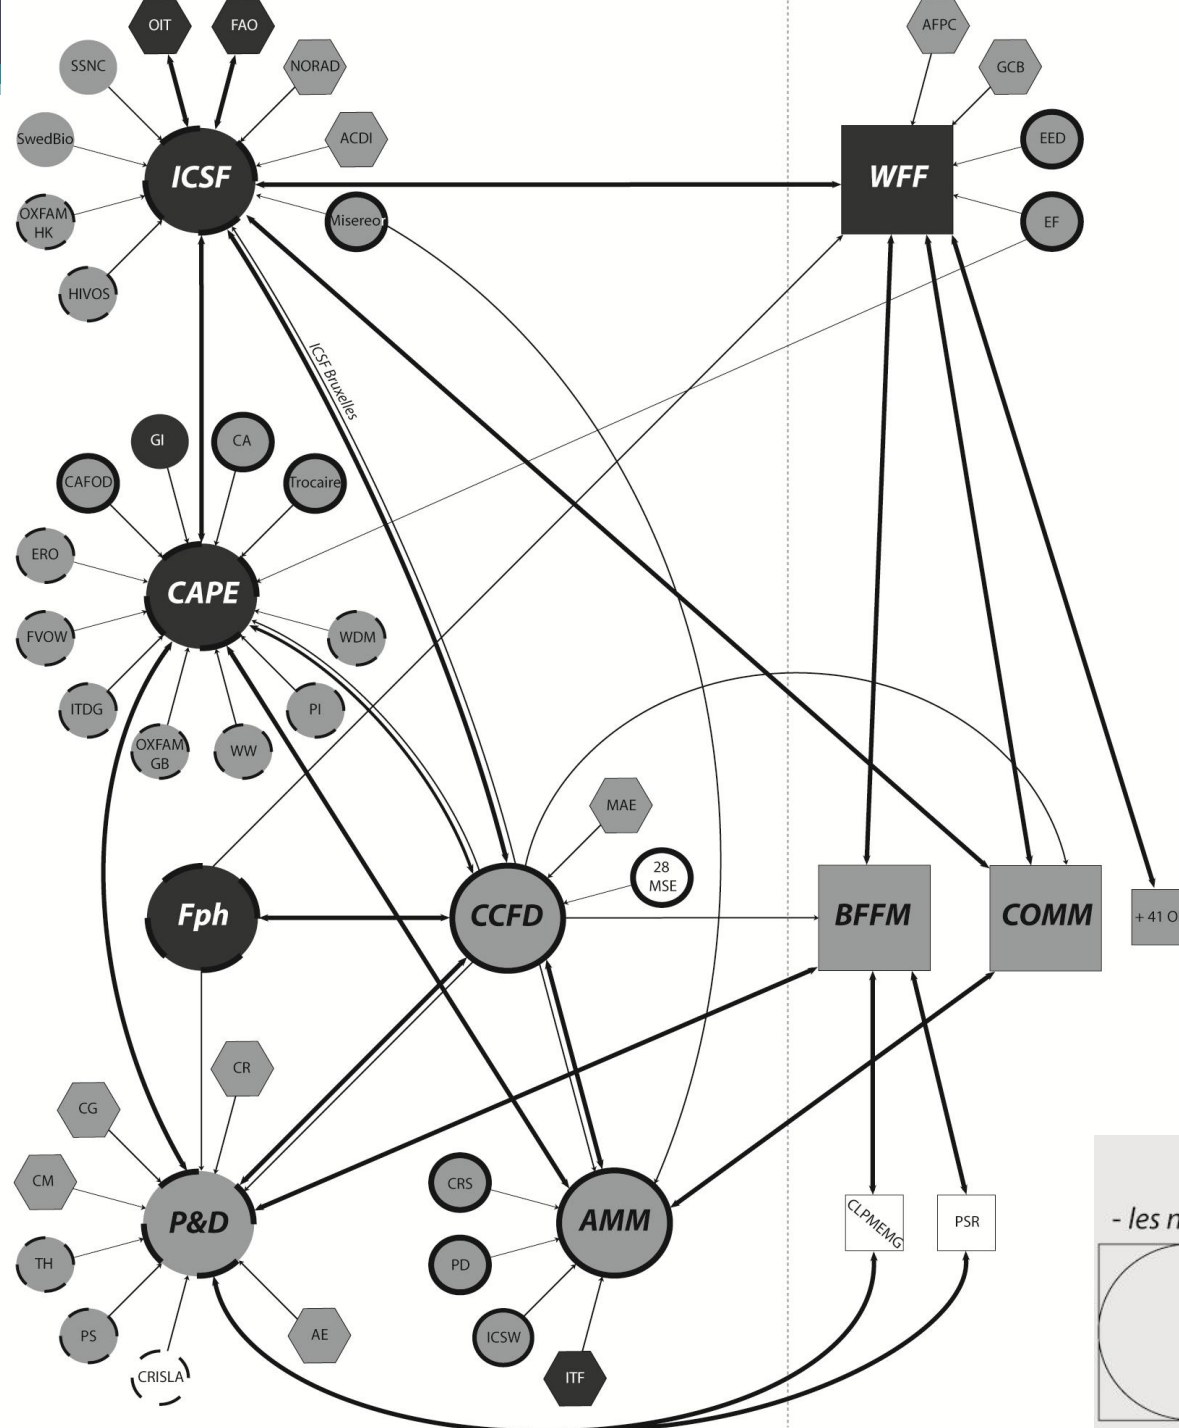 OIT
FAO
AFPC
SSNC
NORAD
GCB
SwedBio
ACDI
EED
ICSF
WFF
OXFAM
HK
Misereor
EF
HIVOS
ICSF Bruxelles
GI
CA
CAFOD
Trocaire
ERO
CAPE
FVOW
WDM
ITDG
PI
OXFAM
GB
WW
MAE
28
MSE
Fph
CCFD
BFFM
COMM
+ 41 O
CR
CG
CM
CRS
P&D
AMM
CLPMEMG
PSR
- les n
TH
PD
PS
AE
ICSW
CRISLA
ITF